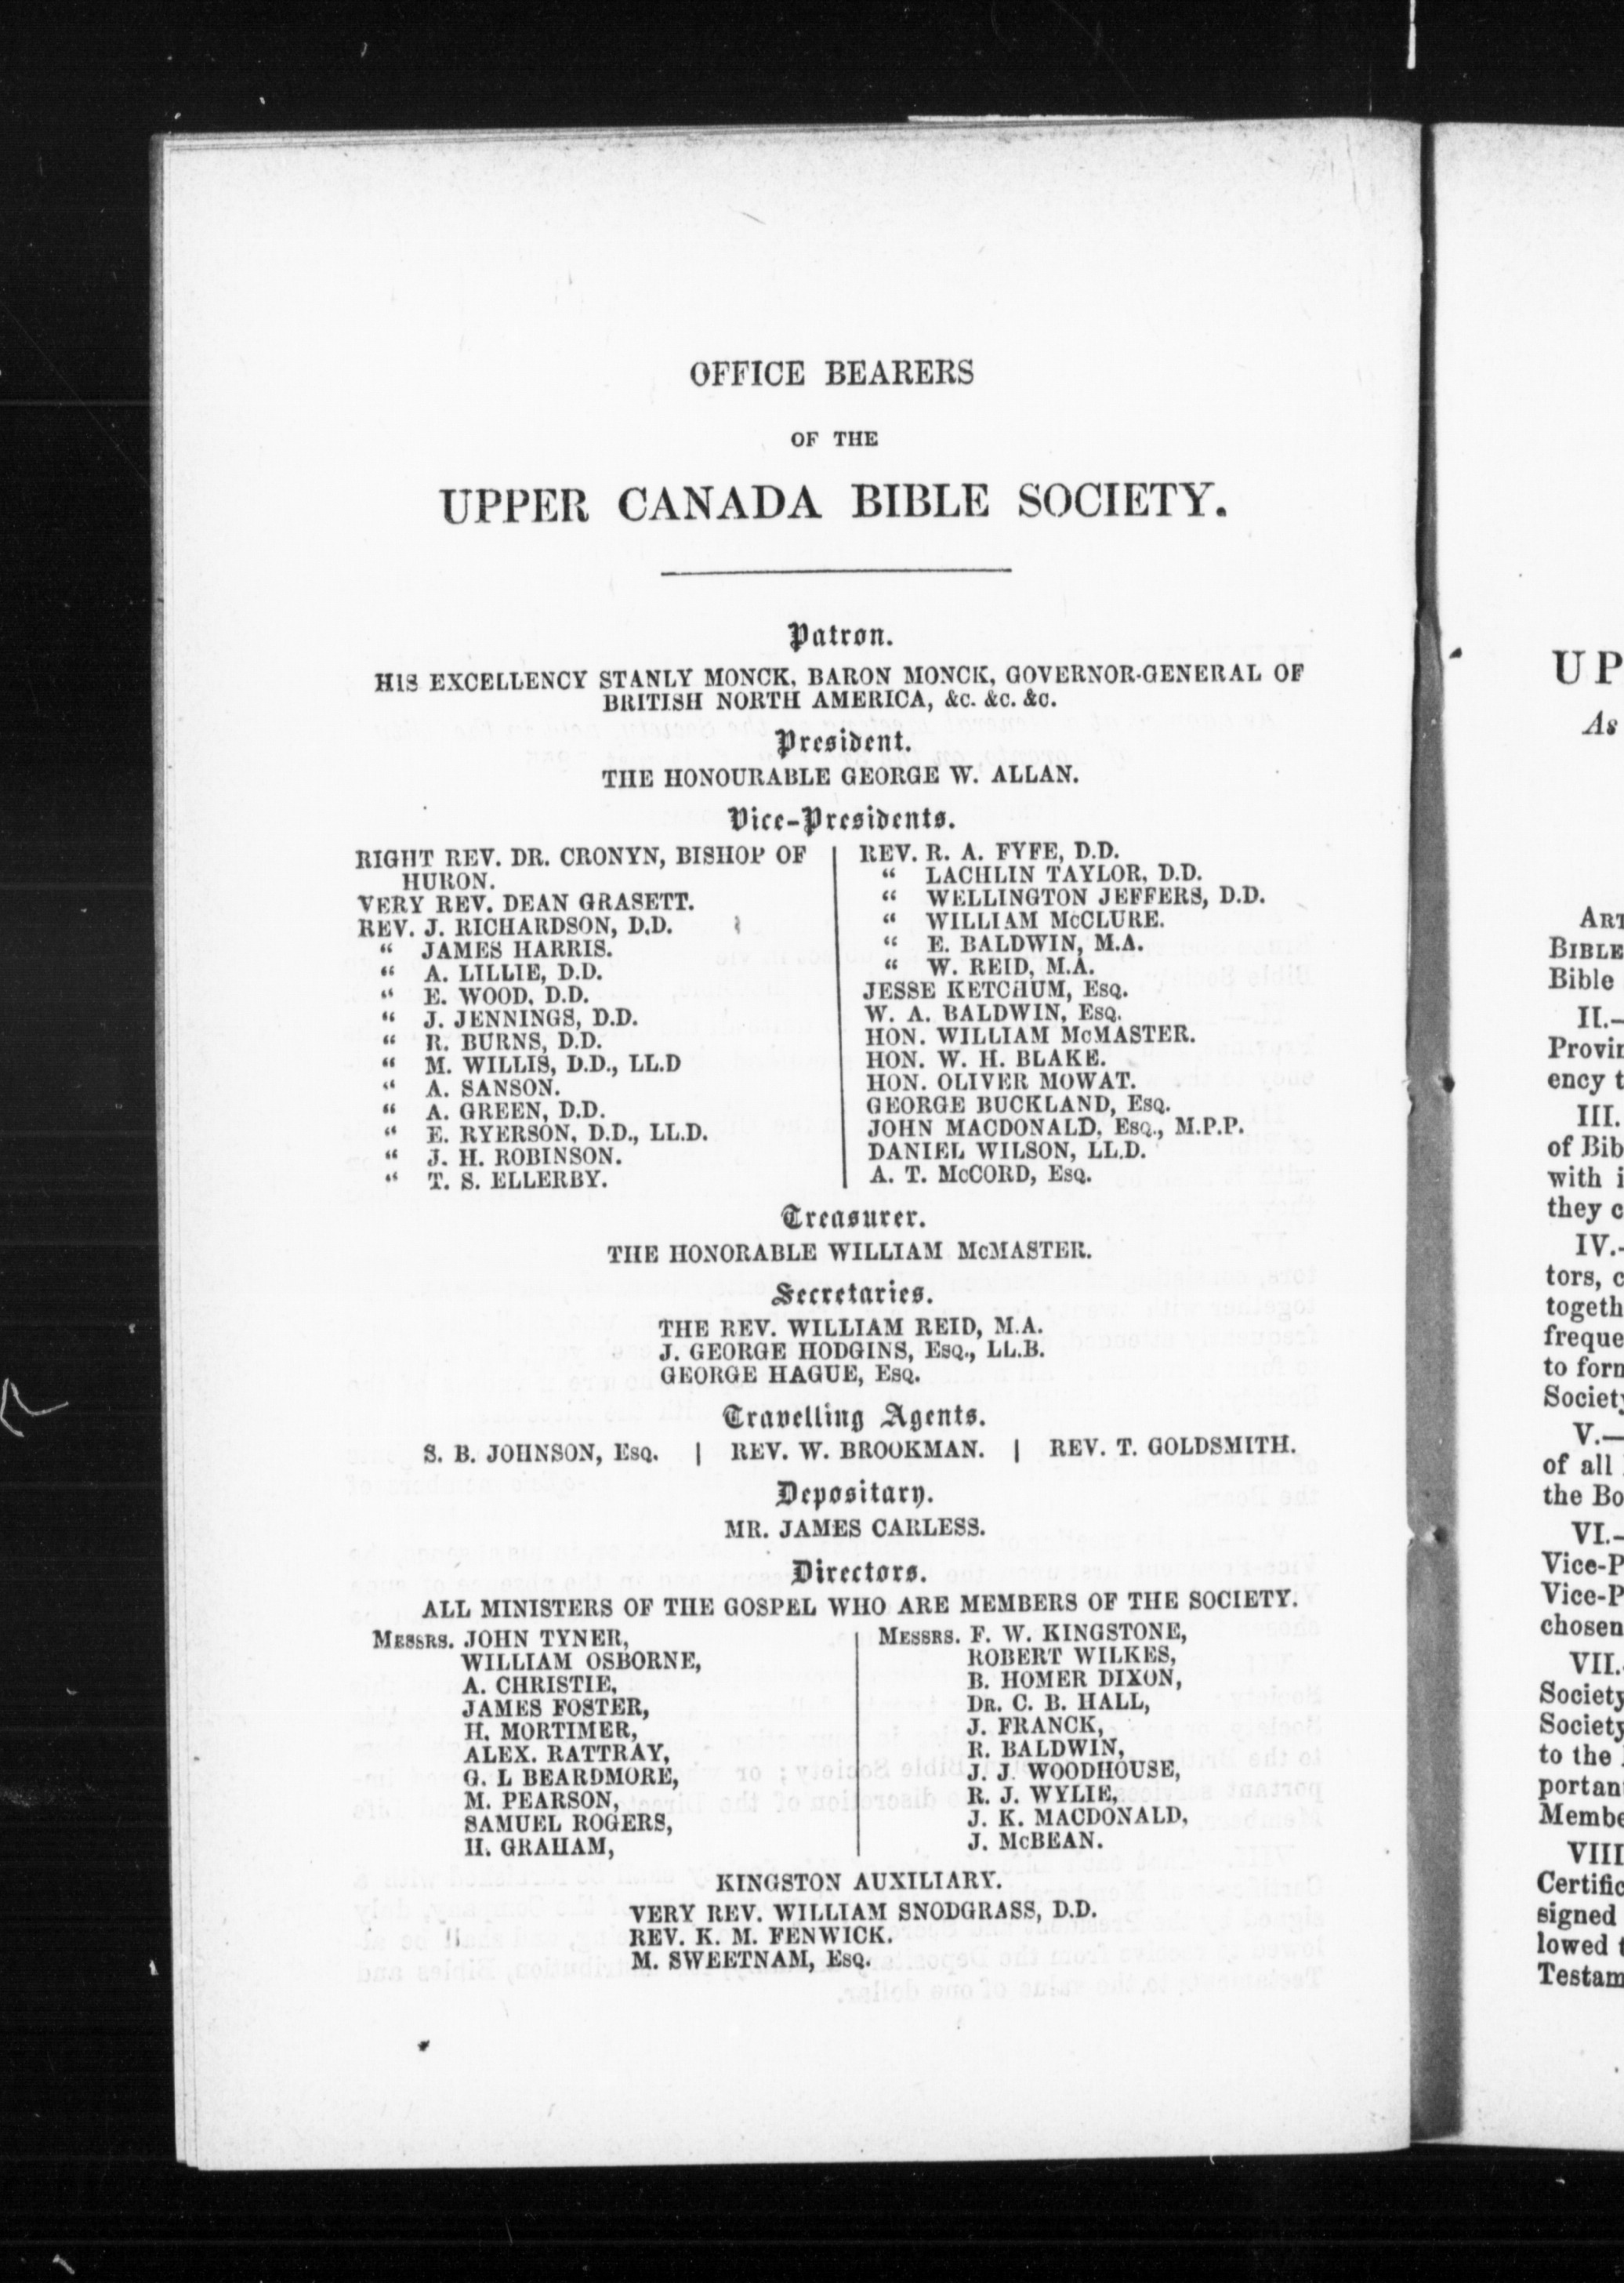 OFFICE BEARERS
OF THE
UPPER CANADA BIBLE SOCIETY.
Patron.
HIS EXCELLENCY STANLY MONCK, BARON MONCK, GOVERNOR-GENERAL OF
BRITISH NORTH AMERICA, &c. &c. &c.
President.
THE HONOURABLE GEORGE W. ALLAN.
Vice-Presidents.
RIGHT REV. DR. CRONYN, BISHOP OF
HURON.
VERY REV. DEAN GRASETT.
REV. J. RICHARDSON, D.D.
“ JAMES HARRIS.
“ A. LILLIE, D.D.
“ E. WOOD, D.D.
“ J. JENNINGS, D.D.
“ R. BURNS, D.D.
“ M. WILLIS, D.D., LL.D
“ A. SANSON.
“ A. GREEN, D.D.
“ E. RYERSON, D.D., LL.D.
“ J. H. ROBINSON.
“ T. S. ELLERBY.
REV. R. A. FYFE, D.D.
“ LACHLIN TAYLOR, D.D.
“ WELLINGTON JEFFERS, D.D.
“ WILLIAM McCLURE.
“ E. BALDWIN, M.A.
“ W. REID, M.A.
JESSE KETCHUM, Esq.
W. A. BALDWIN, Esq.
HON. WILLIAM McMASTER.
HON. W. H. BLAKE.
HON. OLIVER MOWAT.
GEORGE BUCKLAND, Esq.
JOHN MACDONALD, Esq., M.P.P.
DANIEL WILSON, LL.D.
A. T. McCORD, Esq.
Treasurer.
THE HONORABLE WILLIAM McMASTER.
Secretaries.
THE REV. WILLIAM REID, M.A.
J. GEORGE HODGINS, Esq., LL.B.
GEORGE HAGUE, Esq.
Travelling Agents.
S. B. JOHNSON, Esq. | REV. W. BROOKMAN. | REV. T. GOLDSMITH.
Depositary.
MR. JAMES CARLESS.
Directors.
ALL MINISTERS OF THE GOSPEL WHO ARE MEMBERS OF THE SOCIETY.
Messrs. JOHN TYNER,
WILLIAM OSBORNE,
A. CHRISTIE,
JAMES FOSTER,
H. MORTIMER,
ALEX. RATTRAY,
G. L BEARDMORE,
M. PEARSON,
SAMUEL ROGERS,
H. GRAHAM,
Messrs. F. W. KINGSTONE,
ROBERT WILKES,
B. HOMER DIXON,
Dr. C. B. HALL,
J. FRANCK,
R. BALDWIN,
J. J. WOODHOUSE,
R. J. WYLIE,
J. K. MACDONALD,
J. McBEAN.
KINGSTON AUXILIARY.
VERY REV. WILLIAM SNODGRASS, D.D.
REV. K. M. FENWICK.
M. SWEETNAM, Esq.
UP
As
Art
Bible
Bible
II.—
Provin
ency t
III.
of Bib
with i
they c
IV.-
tors, c
togeth
freque
to form
Society
V.—
of all
the Bo
VI.-
Vice-P
Vice-P
chosen
VII.
Society
Society
to the
portan
Membe
VIII
Certific
signed
lowed t
Testam